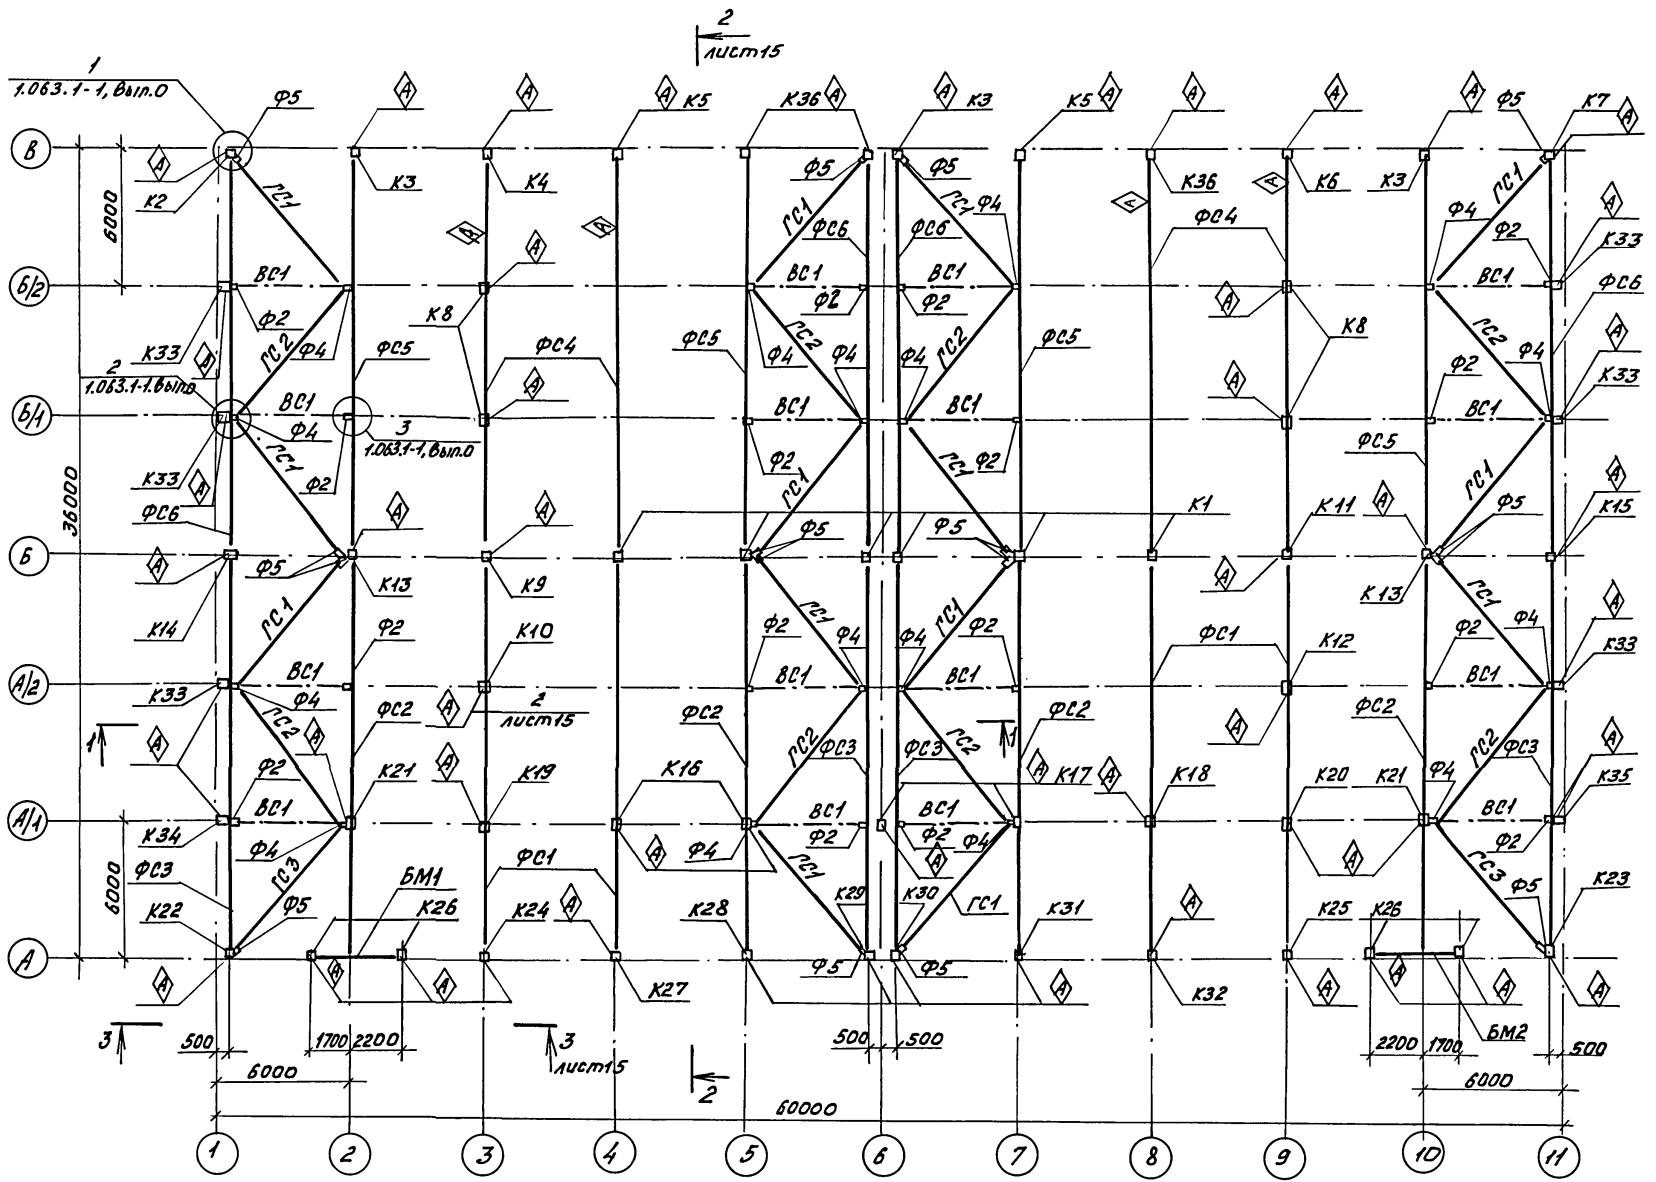 2
лист15
1
1.063.1-1, Вып.0
Ф5
А
А
А К5
К36 А
А К3
К5 А
А
А
А
Ф5
К7
А
В
А
К2
ГС1
К3
К4
Ф5
Ф5
ГС1
ГС1
Ф4
К36
А
К6
К3
ГС1
Ф4
А
Ф2
К33
6000
А
А
А
А
ФС6
ФС6
ФС4
Б/2
ВС1
ВС1
ВС1
ВС1
ФС6
Ф2
К8
Ф2
Ф2
А
К8
К33
А
ГС2
Ф4
ФС5
ФС4
ФС5
Ф4
ГС2
Ф4
Ф4
ГС2
ФС5
ГС2
Ф4
А
К33
2
1.063.1-1.Вып.0
А
Ф2
А
Б/1
ВС1
ВС1
ВС1
ВС1
Ф4
3
1.063.1-1, Вып.0
К33
А
ГС1
Ф2
Ф2
ГС1
ГС1
Ф2
ФС5
ГС1
А
36000
ФС6
А
А
К1
К11
А
Ф5
К15
Б
А
Ф5
Ф5
Ф5
К14
ГС1
К13
К9
А
К13
ГС1
А
К10
Ф2
Ф2
ГС1
Ф4
Ф4
ГС1
Ф2
ФС1
К12
Ф2
Ф4
К33
А/2
ВС1
ВС1
ВС1
ВС1
К33
Ф4
А
2
лист15
1
А
ГС2
А
ФС2
ФС2
ГС2
ФС3
ФС3
ГС2
1
ФС2
А
ФС2
ГС2
ФС3
А
Ф2
К21
А
К19
К16
А
К17
А
К18
К20
К21
Ф4
К35
А/1
ВС1
ВС1
ВС1
ВС1
К34
Ф4
А
Ф4
Ф2
Ф2
А
Ф4
А
Ф2
6000
ФС3
ГС3
БМ1
ФС1
ГС1
К29
К30
ГС1
ГС3
Ф5
К23
К22
Ф5
К26
К24
А
К28
К31
А
К25
К26
А
А
А
А
К27
Ф5
Ф5
А
К32
А
А
А
А
3
3
лист15
500
1700
2200
500
500
2200
1700
БМ2
500
6000
2
6000
60000
1
2
3
4
5
6
7
8
9
10
11